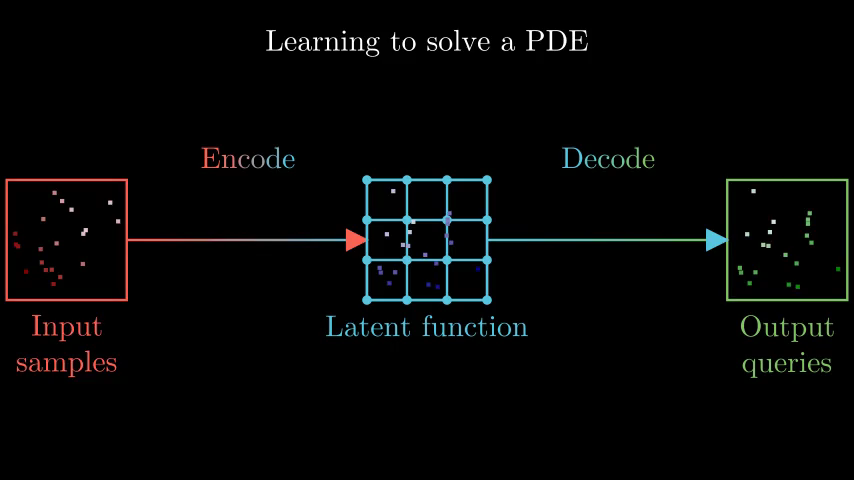 Learning to solve a PDE
Encode
Decode
Input
samples
Latent function
Output
queries